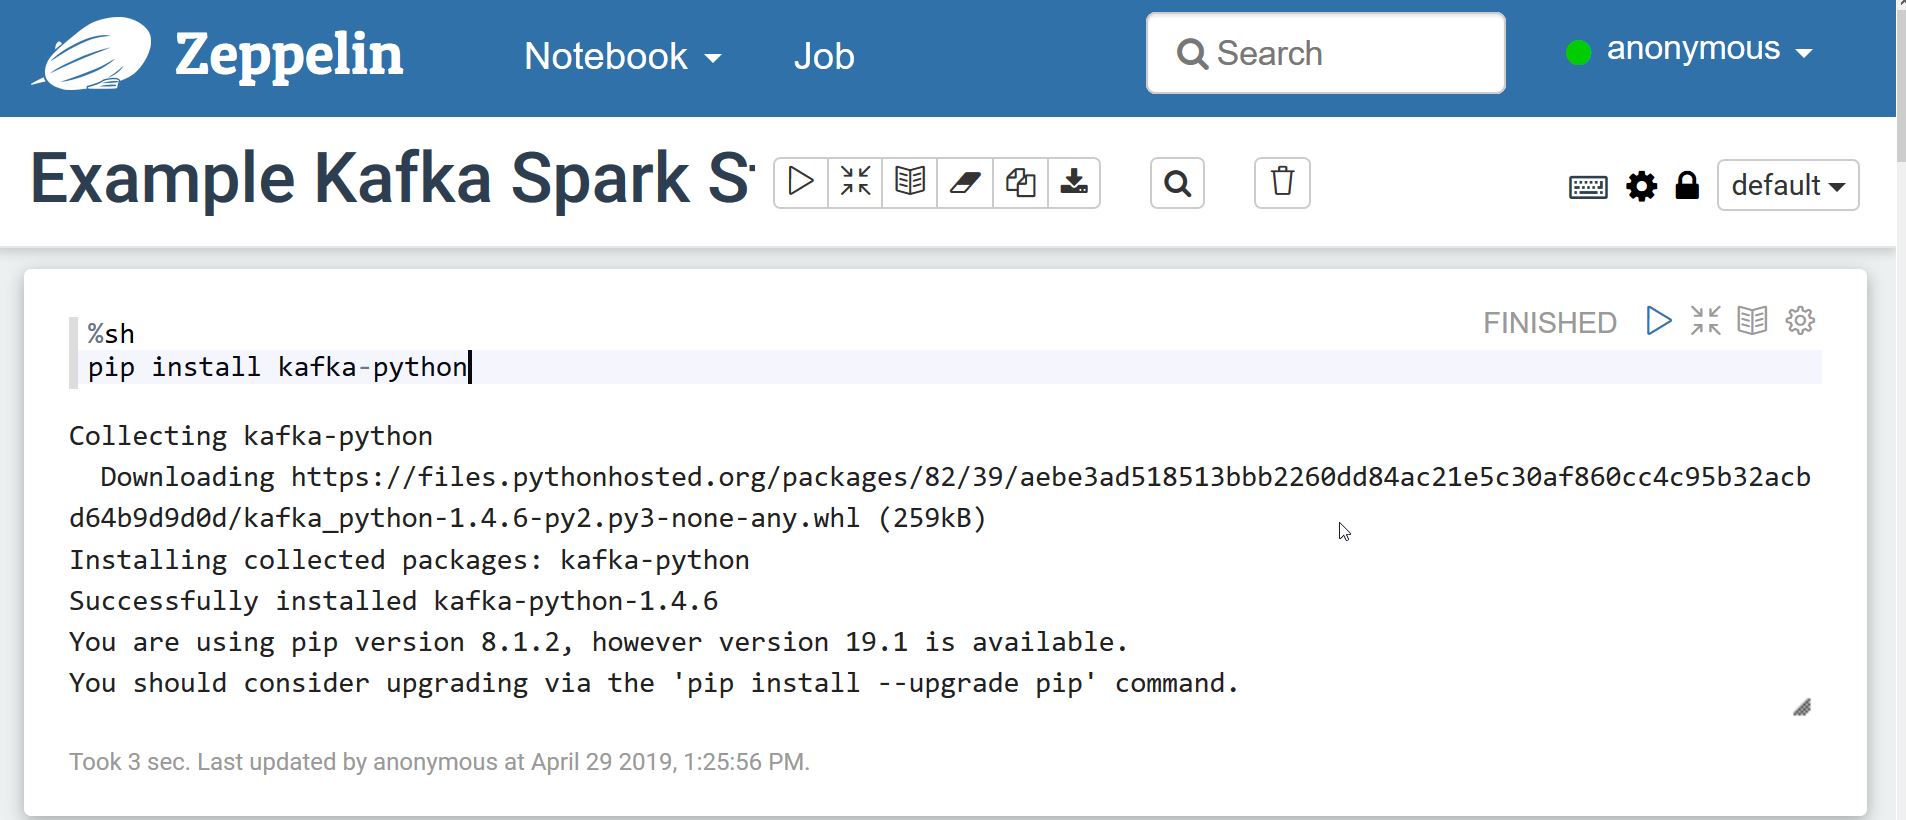 Zeppelin
Notebook
Job
Search
anonymous
Example Kafka Spark
default
FINISHED
%sh
pip install kafka-python
Collecting kafka-python
Downloading https://files.pythonhosted.org/packages/82/39/aebe3ad518513bbb2260dd84ac21e5c30af860cc4c95b32acb
d64b9d9d0d/kafka_python-1.4.6-py2.py3-none-any.whl (259kB)
Installing collected packages: kafka-python
Successfully installed kafka-python-1.4.6
You are using pip version 8.1.2, however version 19.1 is available.
You should consider upgrading via the 'pip install --upgrade pip' command.
Took 3 sec. Last updated by anonymous at April 29 2019, 1:25:56 PM.